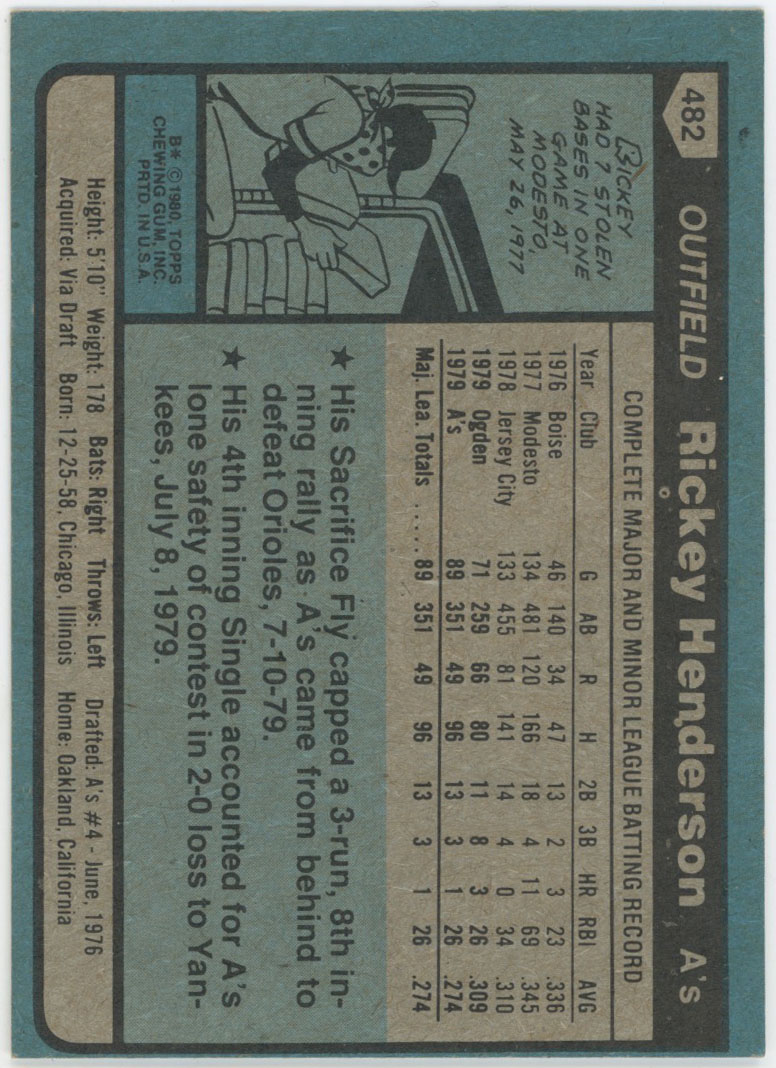 482 OUTFIELD Rickey Henderson A's
RICKEY
HAD 7 STOLEN
BASES IN ONE
GAME AT
MODESTO,
MAY 26, 1977
B* © 1980, TOPPS
CHEWING GUM, INC.
PRTD. IN U.S.A.
COMPLETE MAJOR AND MINOR LEAGUE BATTING RECORD
Year Club G AB R H 2B 3B HR RBI AVG
1976 Boise 46 140 34 47 13 2 3 23 .336
1977 Modesto 134 481 120 166 18 4 11 69 .345
1978 Jersey City 133 455 81 141 14 4 0 34 .310
1979 Ogden 71 259 66 80 11 8 3 26 .309
1979 A's 89 351 49 96 13 3 1 26 .274
Maj. Lea. Totals ..... 89 351 49 96 13 3 1 26 .274
★ His Sacrifice Fly capped a 3-run, 8th in-
ning rally as A's came from behind to
defeat Orioles, 7-10-79.
★ His 4th inning Single accounted for A's
lone safety of contest in 2-0 loss to Yan-
kees, July 8, 1979.
Height: 5'10" Weight: 178 Bats: Right Throws: Left Drafted: A's #4 - June, 1976
Acquired: Via Draft Born: 12-25-58, Chicago, Illinois Home: Oakland, California